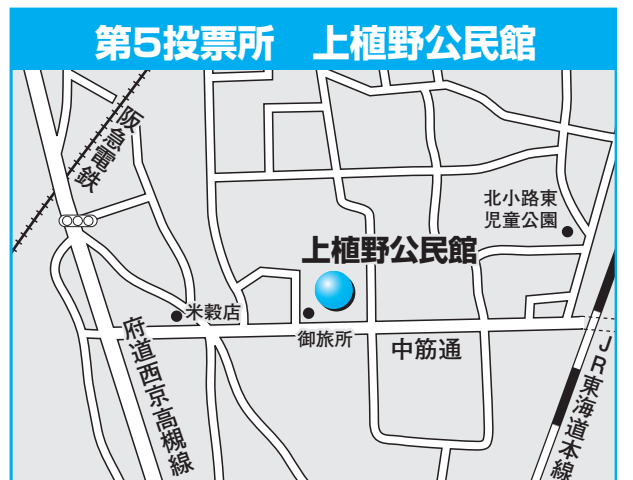 第5投票所　上植野公民館
阪急電鉄
北小路東
児童公園
上植野公民館
米穀店
御旅所
中筋通
府道西京高槻線
JR東海道本線